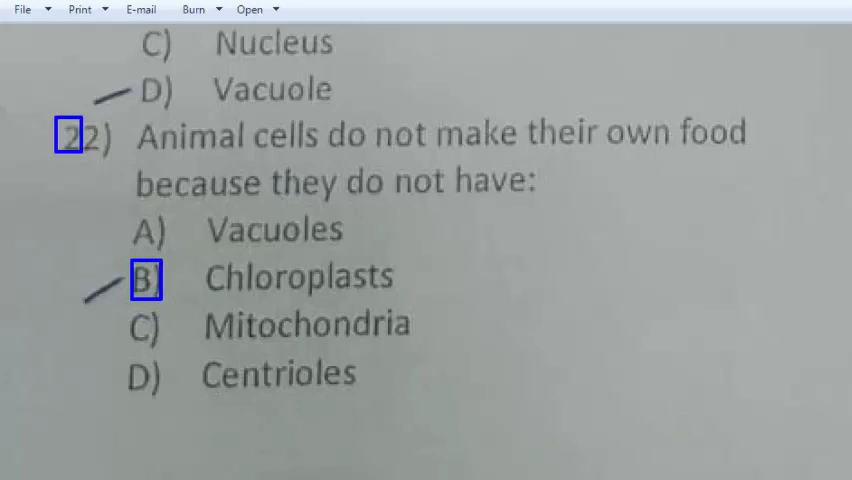 File Print E-mail Burn Open
C) Nucleus
D) Vacuole
22) Animal cells do not make their own food
because they do not have:
A) Vacuoles
B) Chloroplasts
C) Mitochondria
D) Centrioles